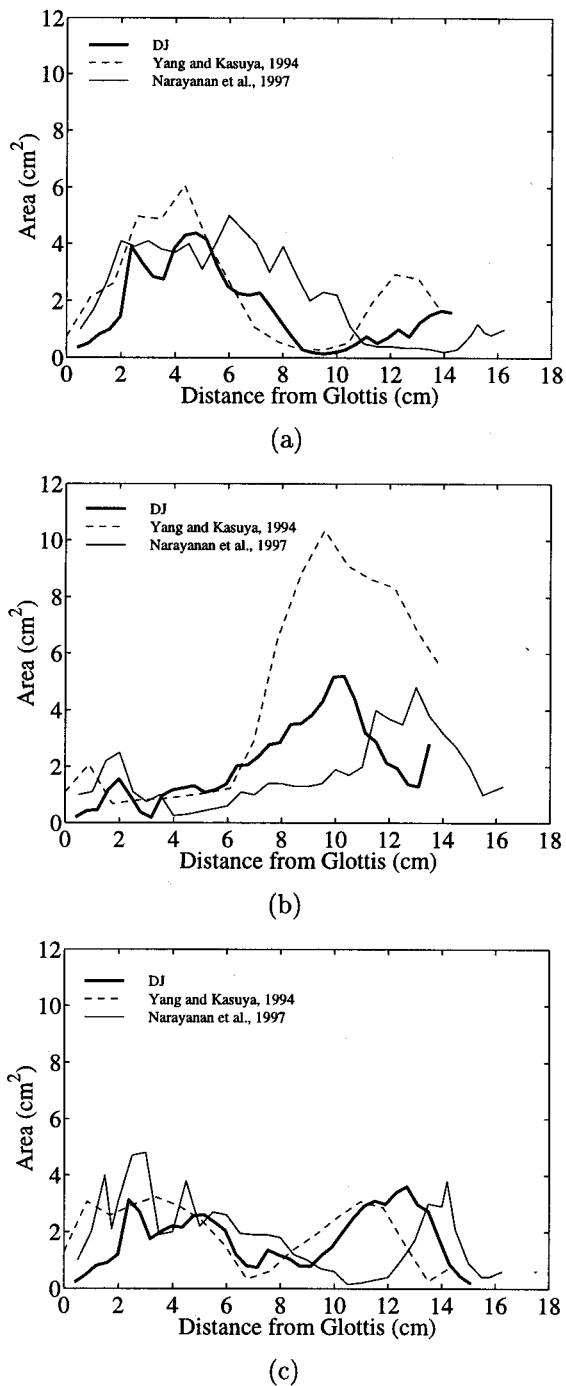 12
10
8
6
4
2
0
Area (cm²)
DJ
Yang and Kasuya, 1994
Narayanan et al., 1997
0 2 4 6 8 10 12 14 16 18
Distance from Glottis (cm)
(a)
12
10
8
6
4
2
0
Area (cm²)
DJ
Yang and Kasuya, 1994
Narayanan et al., 1997
0 2 4 6 8 10 12 14 16 18
Distance from Glottis (cm)
(b)
12
10
8
6
4
2
0
Area (cm²)
DJ
Yang and Kasuya, 1994
Narayanan et al., 1997
0 2 4 6 8 10 12 14 16 18
Distance from Glottis (cm)
(c)